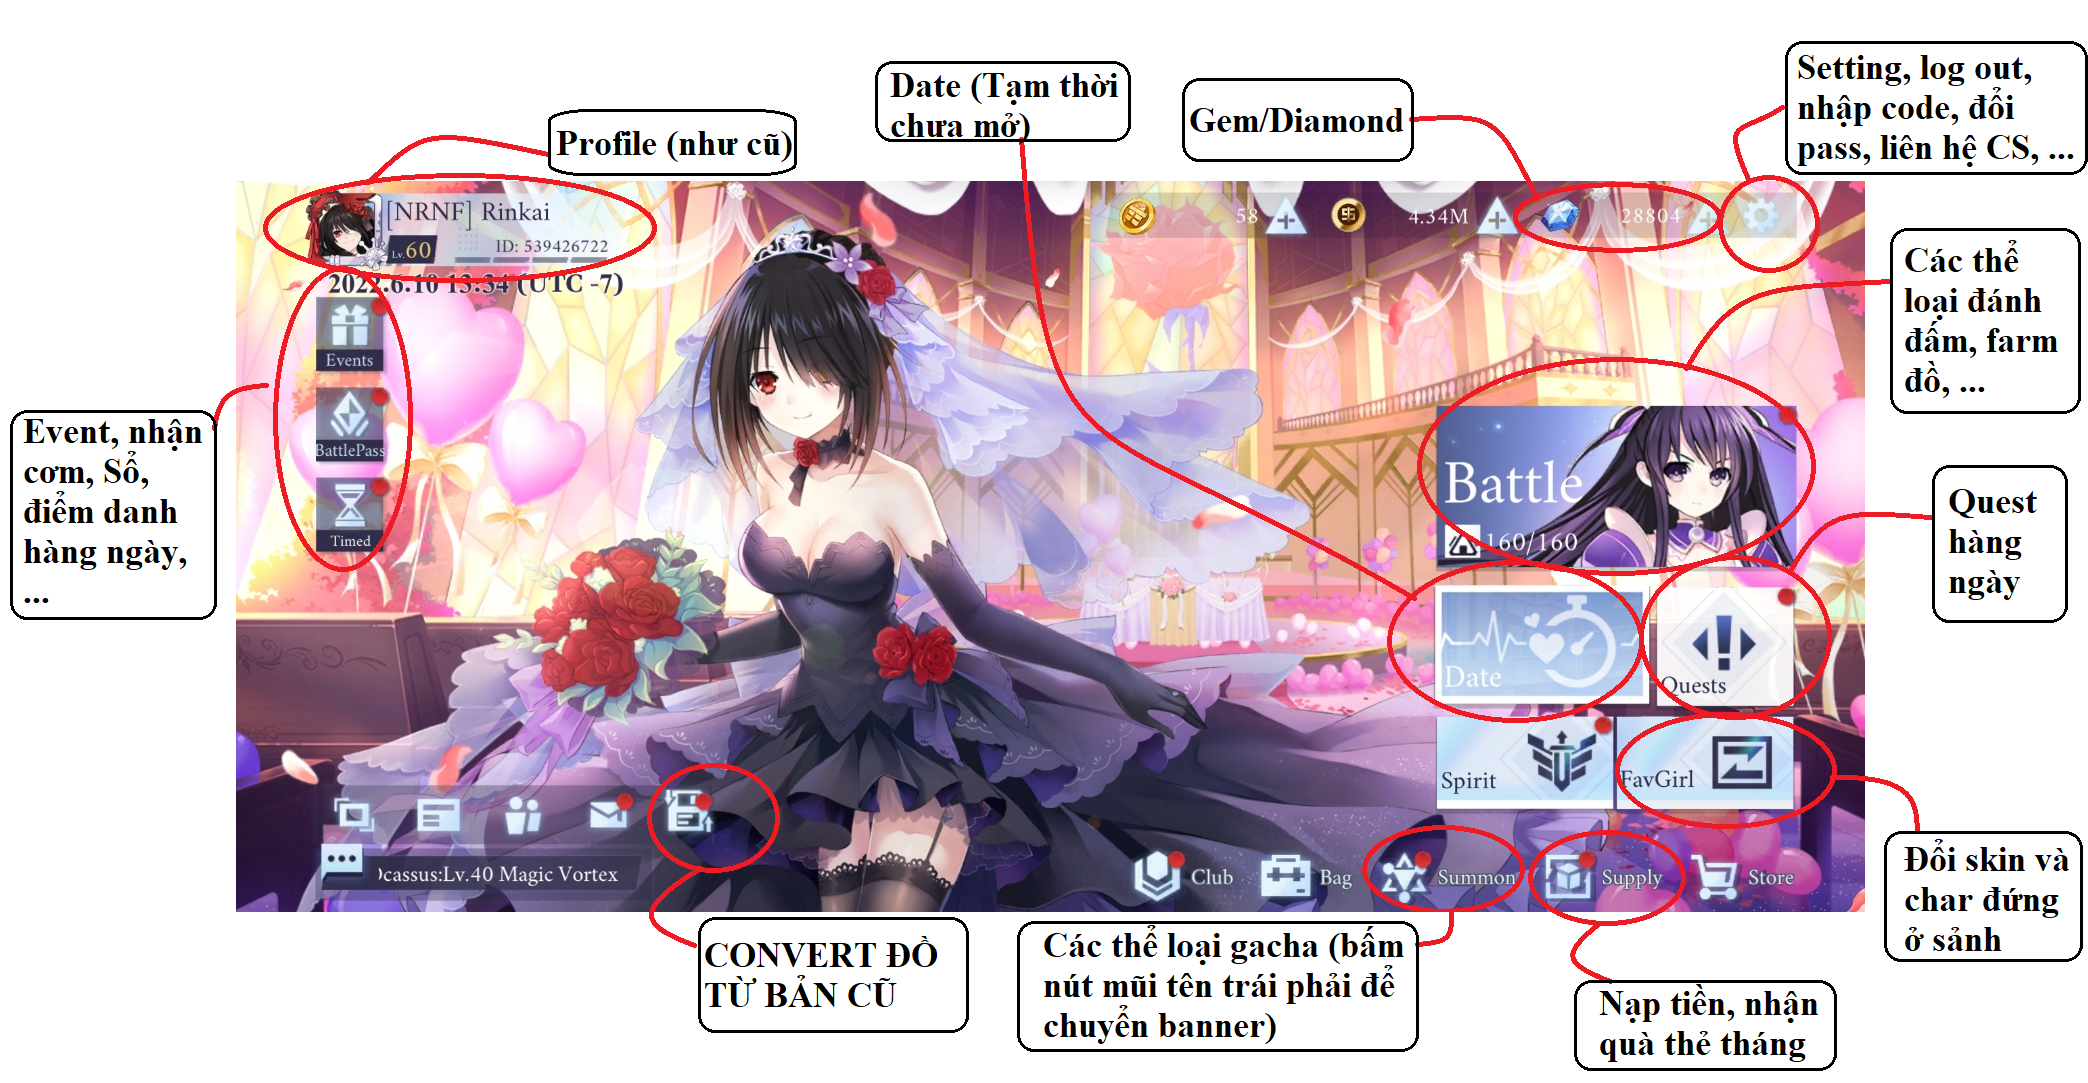 Setting, log out,
nhập code, đổi
pass, liên hệ CS, ...
Date (Tạm thời
chưa mở)
Gem/Diamond
Profile (như cũ)
[NRNF] Rinkai
Lv.60
ID: 539426722
58
4.34M
28804
2022.6.10 13:34 (UTC -7)
Các thể
loại đánh
đấm, farm
đồ, ...
Events
BattlePass
Timed
Event, nhận
cơm, Sổ,
điểm danh
hàng ngày,
...
Battle
160/160
Quest
hàng
ngày
Date
Quests
Spirit
FavGirl
cassus:Lv.40 Magic Vortex
Club
Bag
Summon
Supply
Store
Đổi skin và
char đứng
ở sảnh
CONVERT ĐỒ
TỪ BẢN CŨ
Các thể loại gacha (bấm
nút mũi tên trái phải để
chuyển banner)
Nạp tiền, nhận
quà thẻ tháng